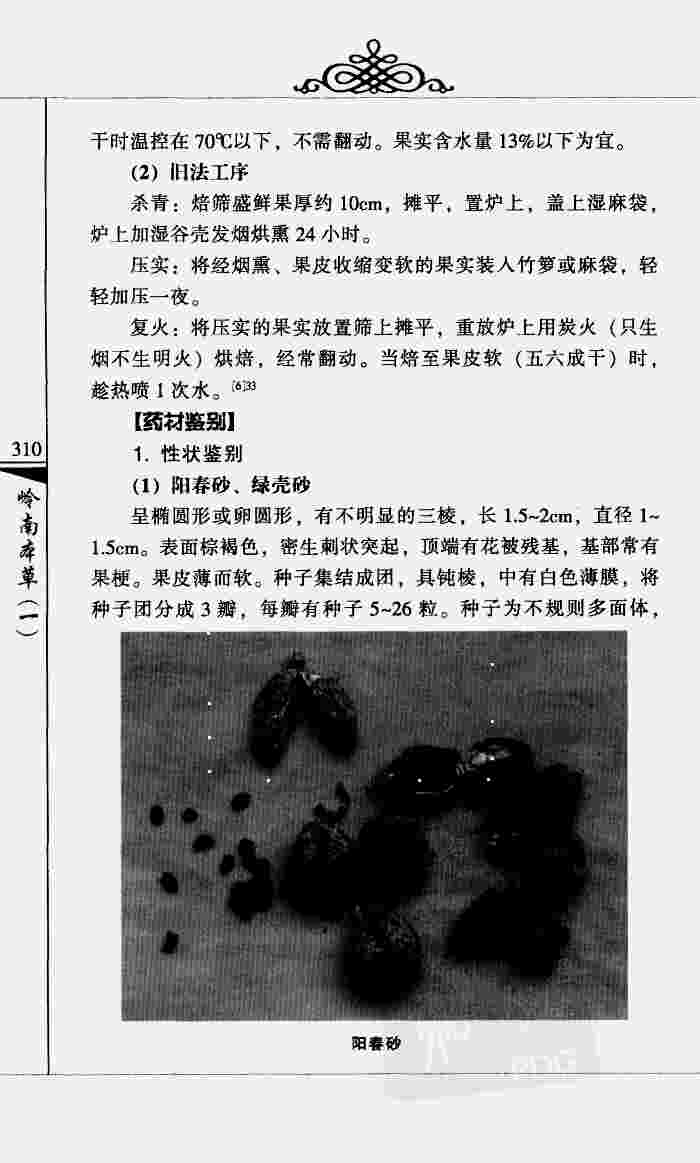 干时温控在70℃以下，不需翻动。果实含水量13%以下为宜。
(2) 旧法工序
杀青：焙筛盛鲜果厚约10cm，摊平，置炉上，盖上湿麻袋，
炉上加湿谷壳发烟烘熏24小时。
压实：将经烟熏、果皮收缩变软的果实装人竹箩或麻袋，轻
轻加压一夜。
复火：将压实的果实放置筛上摊平，重放炉上用炭火（只生
烟不生明火）烘焙，经常翻动。当焙至果皮软（五六成干）时，
趁热喷1次水。[6]33
【药材鉴别】
1. 性状鉴别
(1) 阳春砂、绿壳砂
呈椭圆形或卵圆形，有不明显的三棱，长1.5~2cm，直径1~
1.5cm。表面棕褐色，密生刺状突起，顶端有花被残基，基部常有
果梗。果皮薄而软。种子集结成团，具钝棱，中有白色薄膜，将
种子团分成3瓣，每瓣有种子5~26粒。种子为不规则多面体，
310
岭南本草（一）
阳春砂